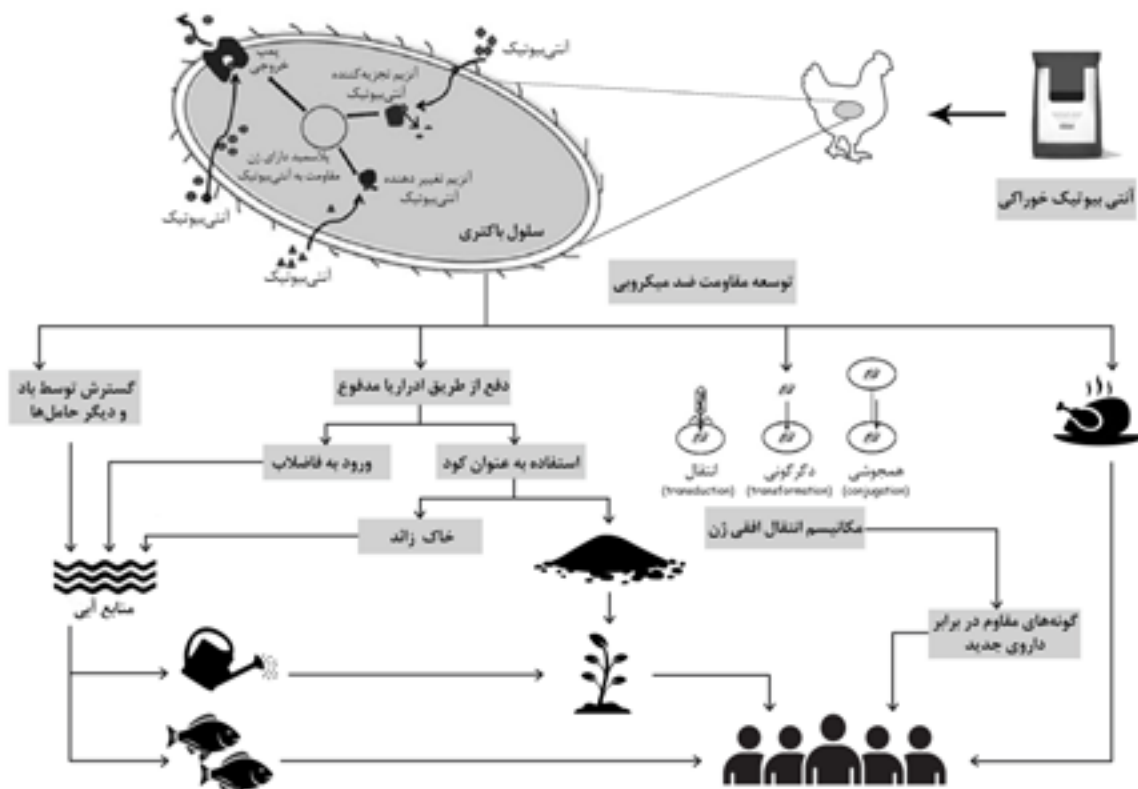 آنتی‌بیوتیک
پمپ
خروجی
آنزیم تجزیه‌کننده
آنتی‌بیوتیک
پلاسمید دارای ژن
مقاومت به آنتی‌بیوتیک
آنزیم تغییر دهنده
آنتی‌بیوتیک
آنتی‌بیوتیک
سلول باکتری
آنتی‌بیوتیک
آنتی بیوتیک خوراکی
توسعه مقاومت ضد میکروبی
گسترش توسط باد
و دیگر حامل‌ها
دفع از طریق ادرار یا مدفوع
ورود به فاضلاب
استفاده به عنوان کود
خاک زائد
منابع آبی
انتقال
(transduction)
دگرگونی
(transformation)
همجوشی
(conjugation)
مکانیسم انتقال افقی ژن
گونه‌های مقاوم در برابر
داروی جدید